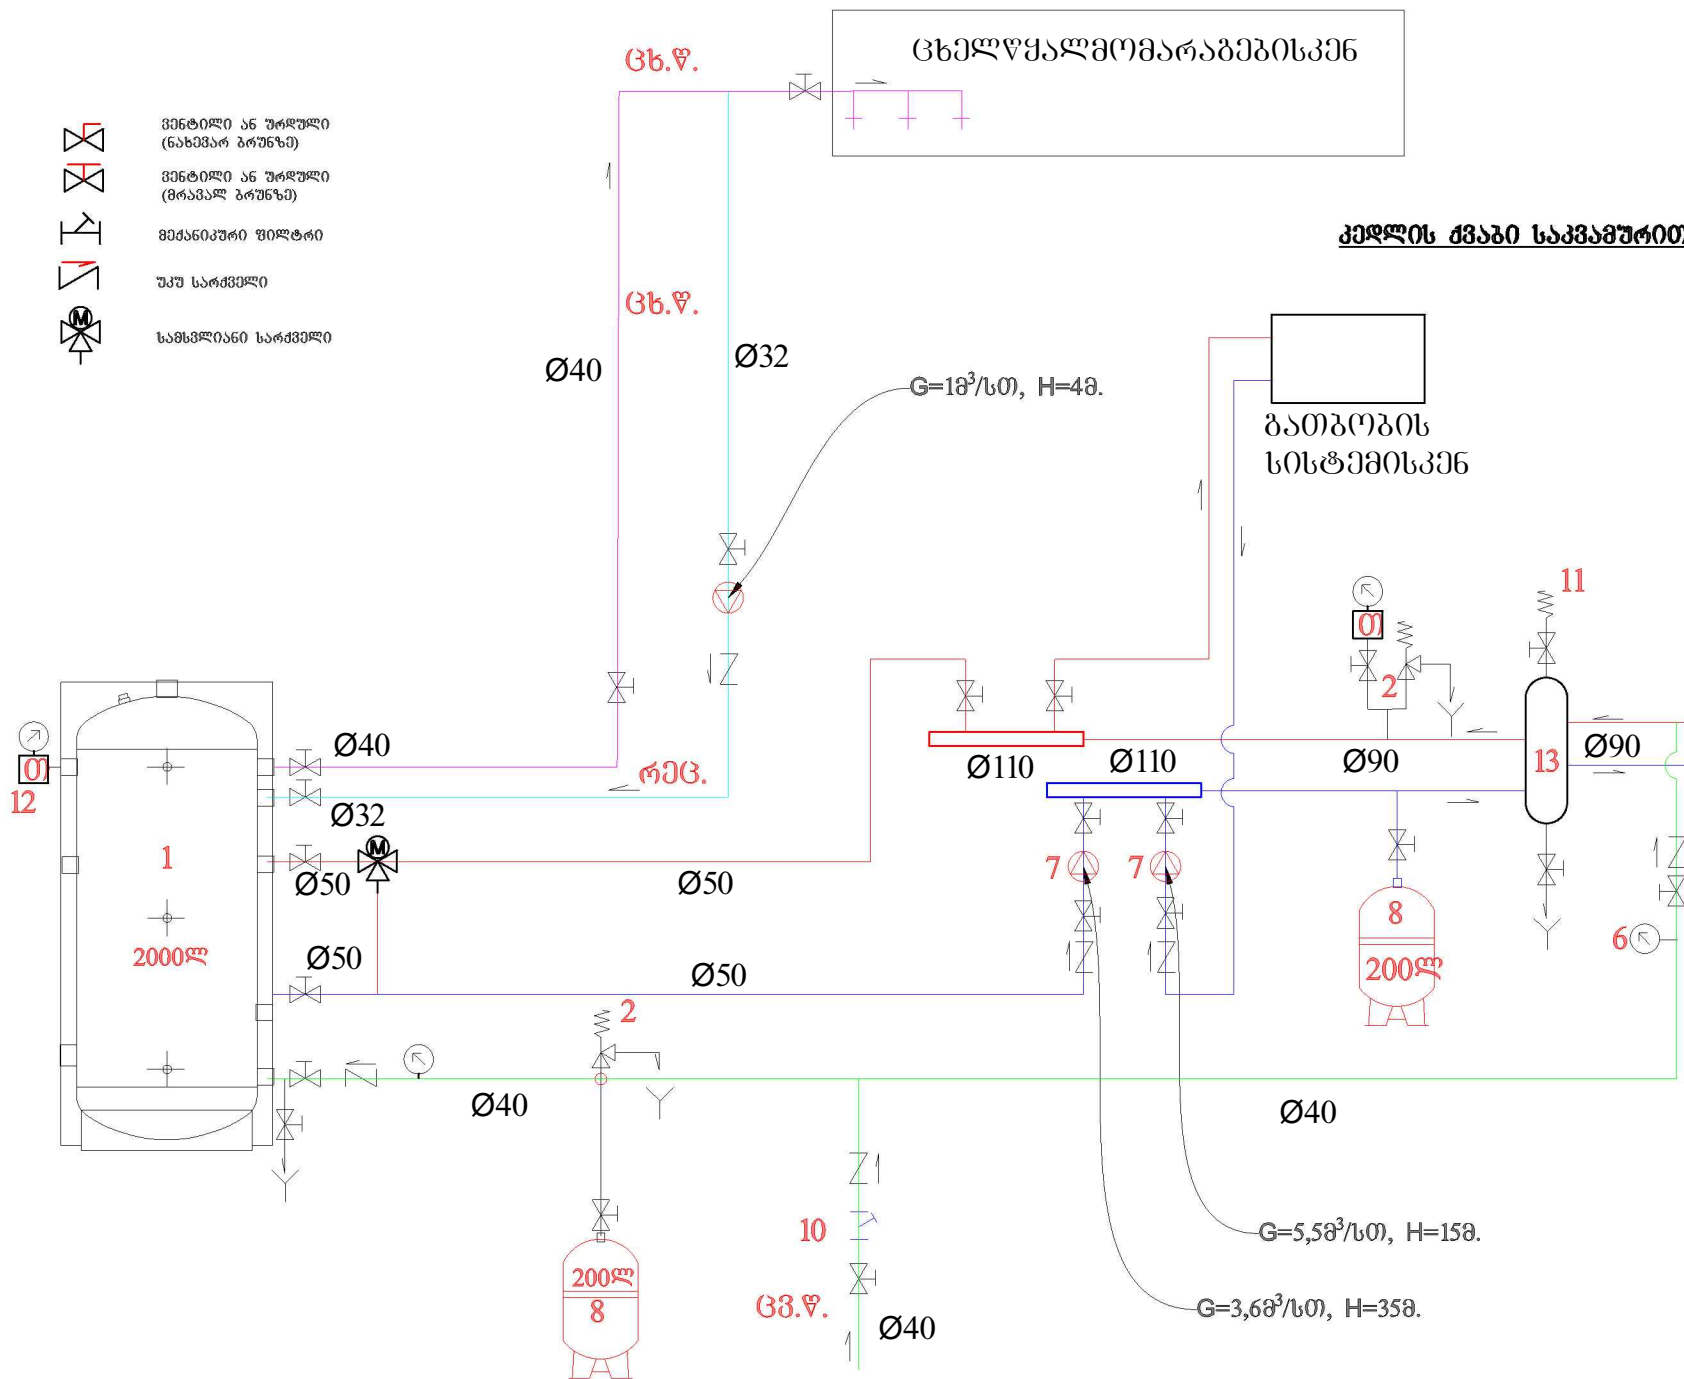 ცხელწყალმომარაგებისკენ
ცხ.წ.
ვენტილი ან ურდული
(ნახევარ ბრუნზე)
ვენტილი ან ურდული
(მრავალ ბრუნზე)
მექანიკური ფილტრი
უკუ სარქველი
M
სამსვლიანი სარქველი
კედლის ქვაბი საკვამურით
ცხ.წ.
Ø40
Ø32
G=1მ³/სთ, H=4მ.
გათბობის
სისტემისკენ
11
თ
2
13
Ø90
Ø90
Ø110
Ø110
Ø40
რეც.
თ
12
Ø32
M
1
Ø50
Ø50
7
7
8
200ლ
6
2000ლ
Ø50
Ø50
2
Ø40
Ø40
10
G=5,5მ³/სთ, H=15მ.
200ლ
8
ცვ.წ.
G=3,6მ³/სთ, H=35მ.
Ø40